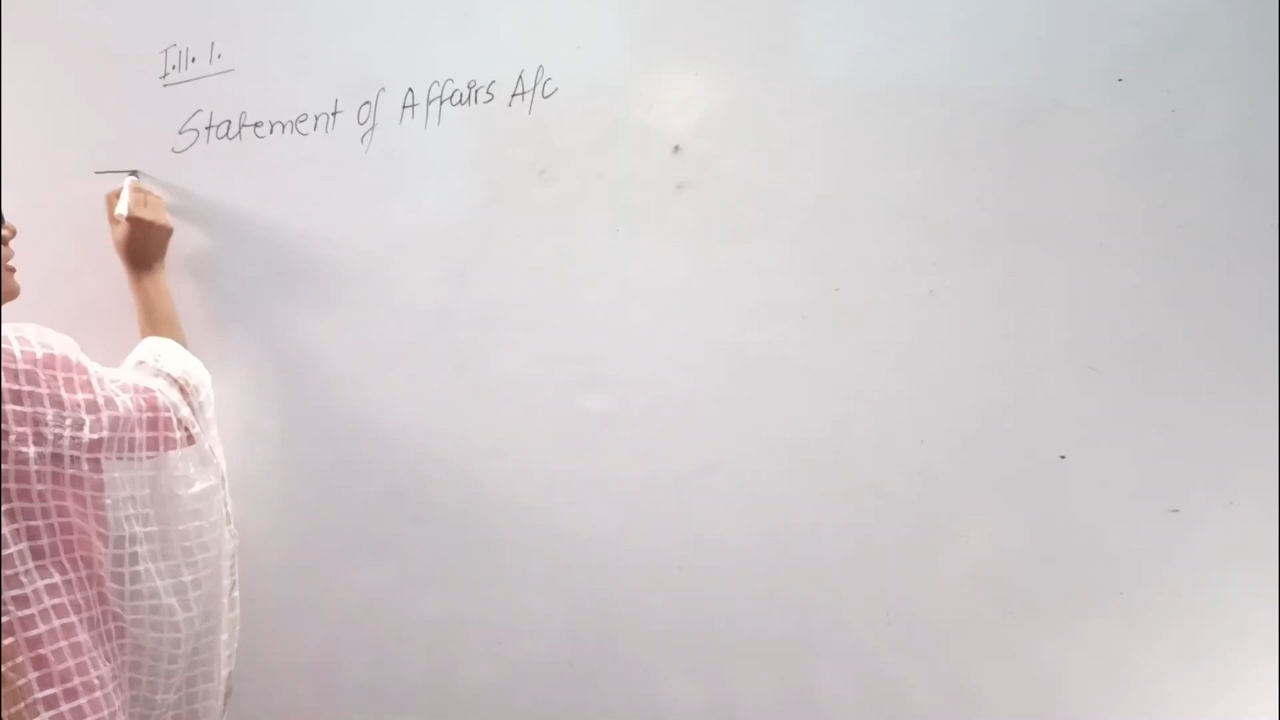 Ill. 1.
Statement of Affairs A/c